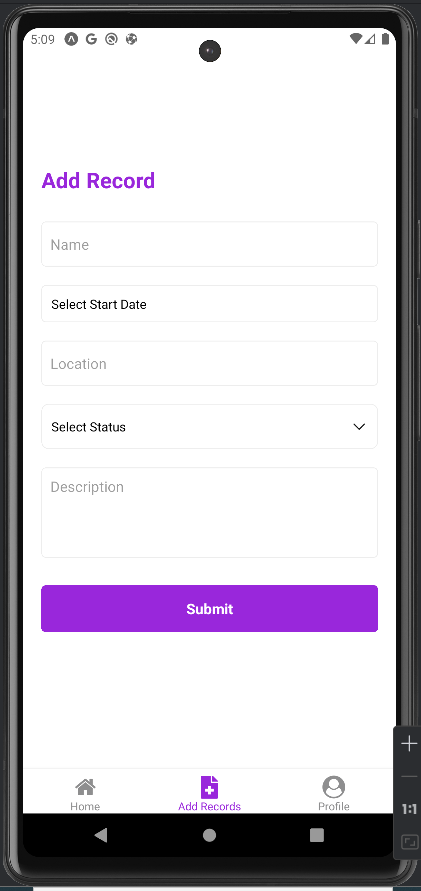 5:09
Add Record
Name
Select Start Date
Location
Select Status
Description
Submit
Home
Add Records
Profile
1:1